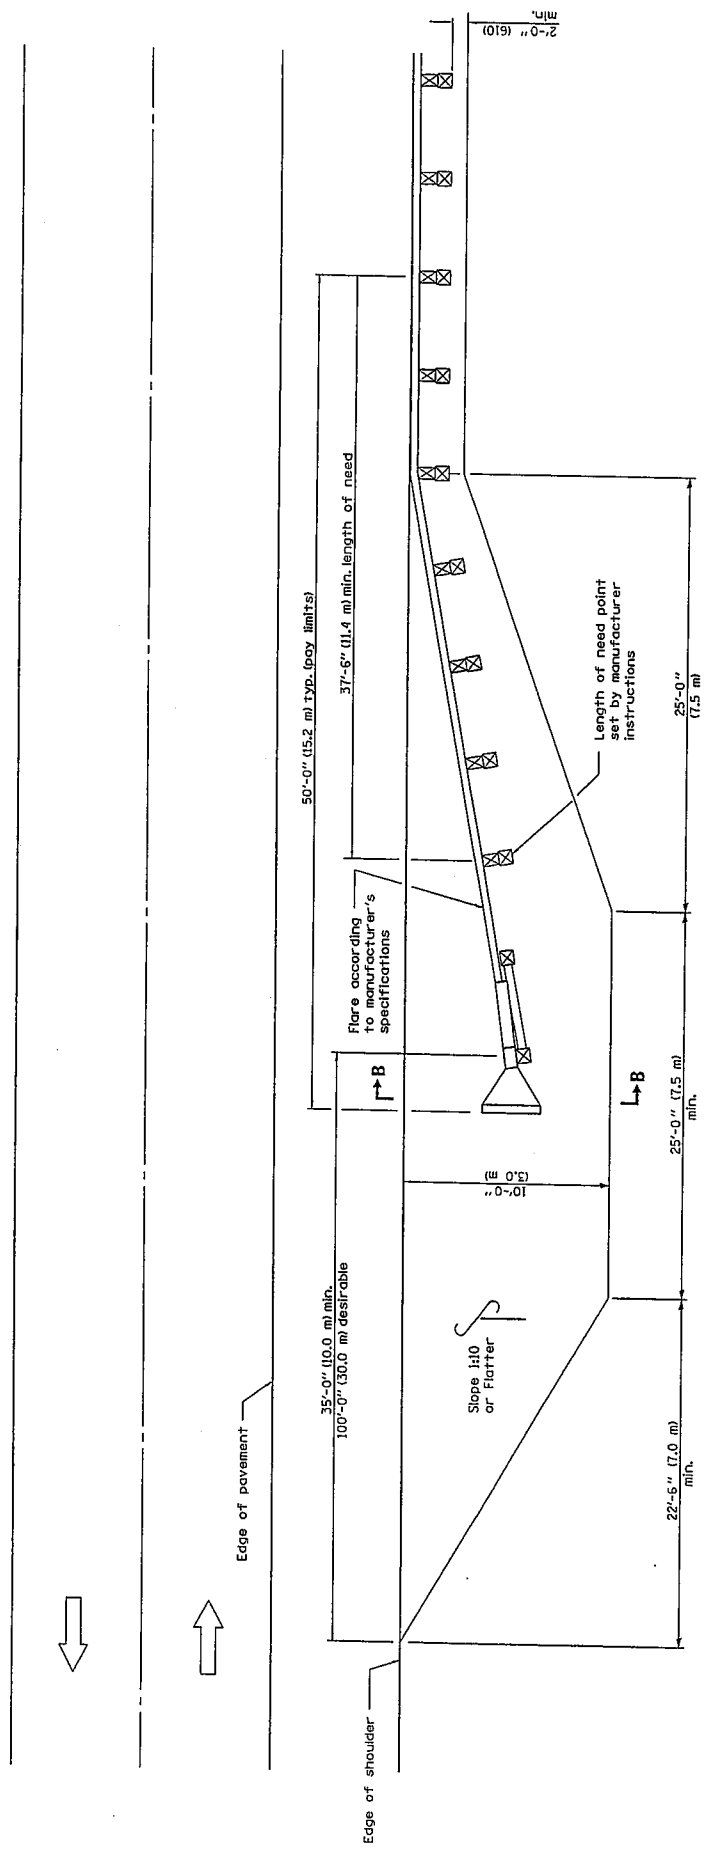 2'-0" (610)
min.
50'-0" (15.2 m) typ. (pay limits)
37'-6" (11.4 m) min. length of need
Length of need point
set by manufacturer
instructions
25'-0"
(7.5 m)
Flare according
to manufacturer's
specifications
B
B
25'-0" (7.5 m)
min.
10'-0"
(3.0 m)
35'-0" (10.0 m) min.
100'-0" (30.0 m) desirable
Slope 1:10
or Flatter
22'-6" (7.0 m)
min.
Edge of pavement
Edge of shoulder